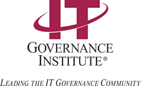 IT
GOVERNANCE
INSTITUTE®
LEADING THE IT GOVERNANCE COMMUNITY